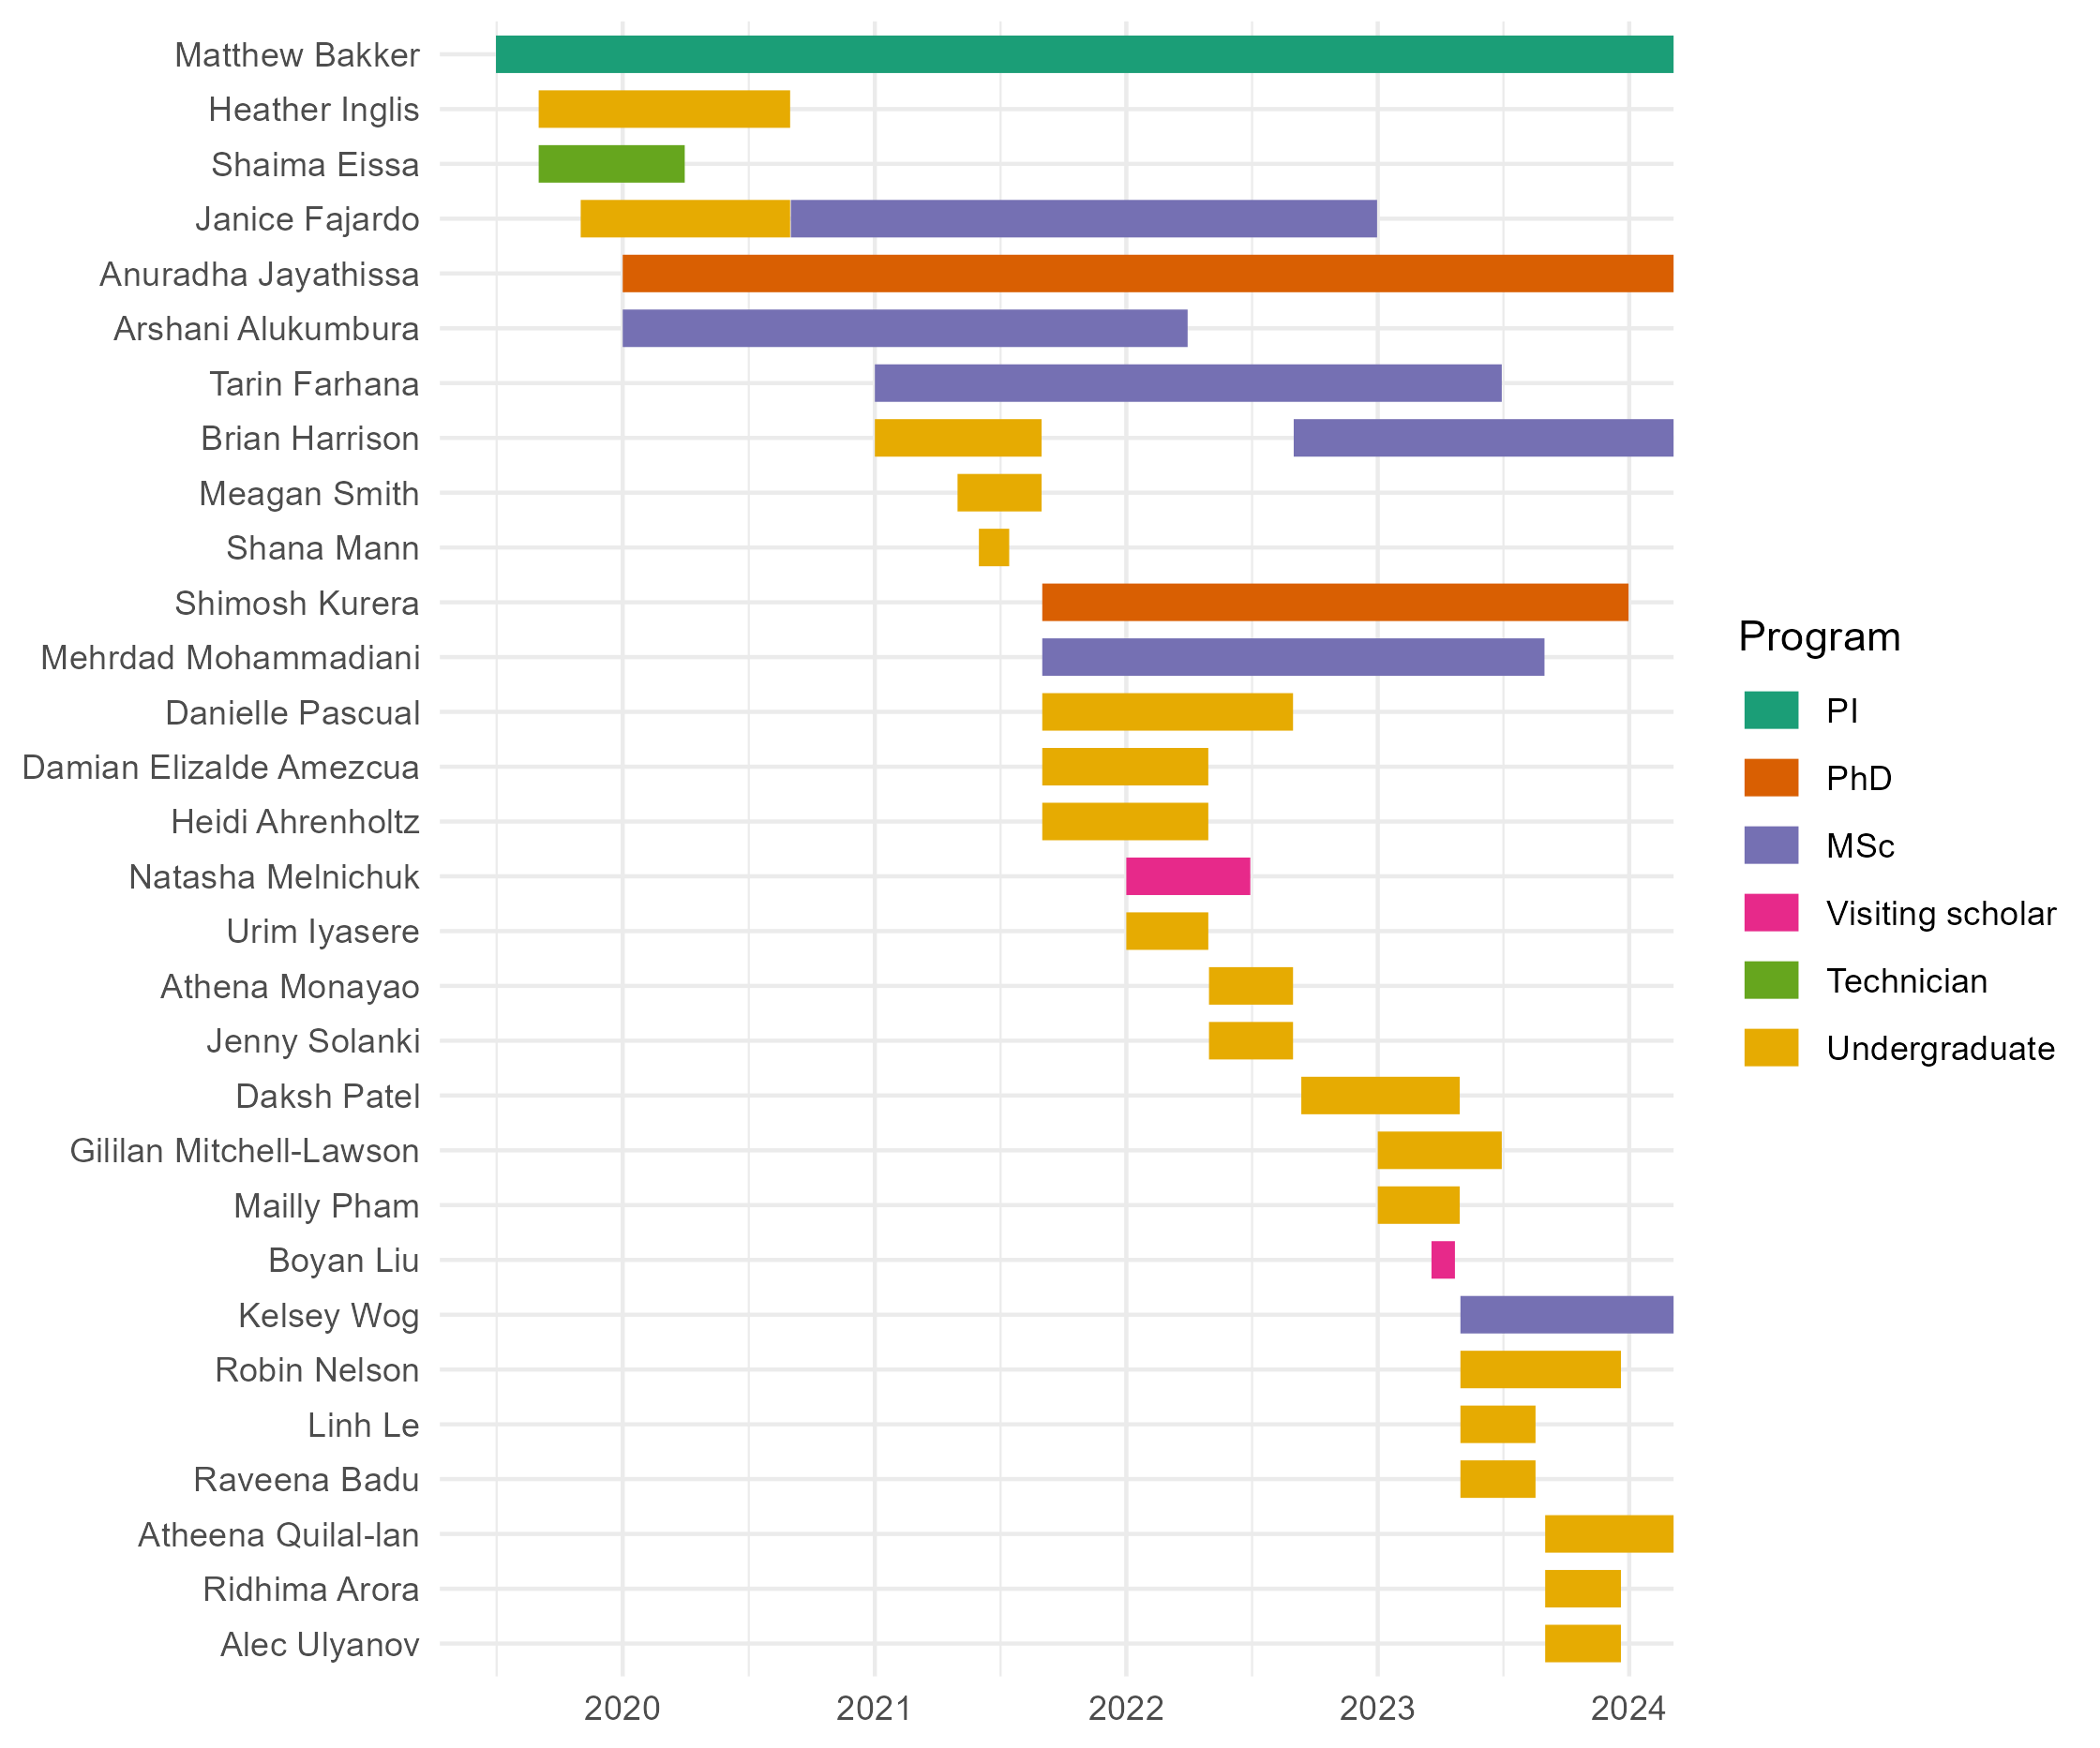 Matthew Bakker
Heather Inglis
Shaima Eissa
Janice Fajardo
Anuradha Jayathissa
Arshani Alukumbura
Tarin Farhana
Brian Harrison
Meagan Smith
Shana Mann
Shimosh Kurera
Mehrdad Mohammadiani
Danielle Pascual
Damian Elizalde Amezcua
Heidi Ahrenholtz
Natasha Melnichuk
Urim Iyasere
Athena Monayao
Jenny Solanki
Daksh Patel
Gililan Mitchell-Lawson
Mailly Pham
Boyan Liu
Kelsey Wog
Robin Nelson
Linh Le
Raveena Badu
Atheena Quilal-lan
Ridhima Arora
Alec Ulyanov
2020 2021 2022 2023 2024
Program
PI
PhD
MSc
Visiting scholar
Technician
Undergraduate